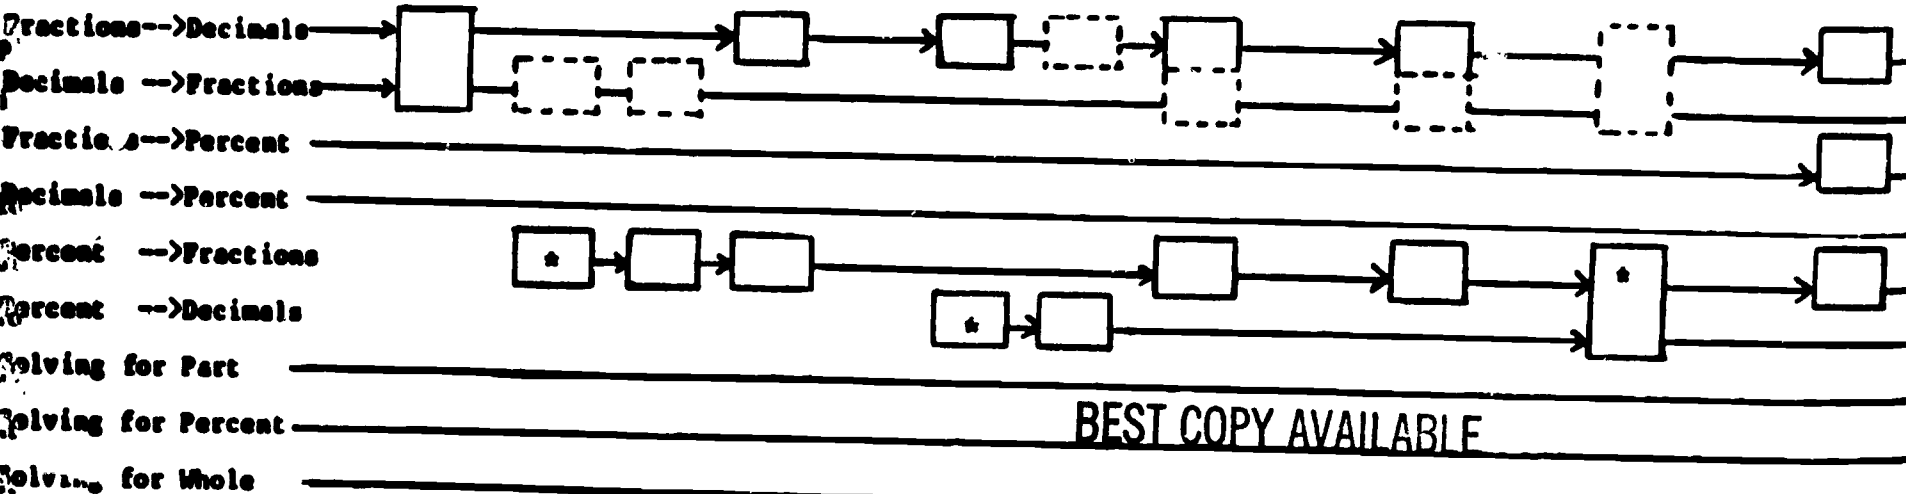 Fractions-->Decimals
Decimals -->Fractions
-->Percent
Decimals -->Percent
Percent -->Fractions
*
*
Percent -->Decimals
*
Solving for Part
BEST COPY AVAILABLE
Solving for Percent
Solving for Whole